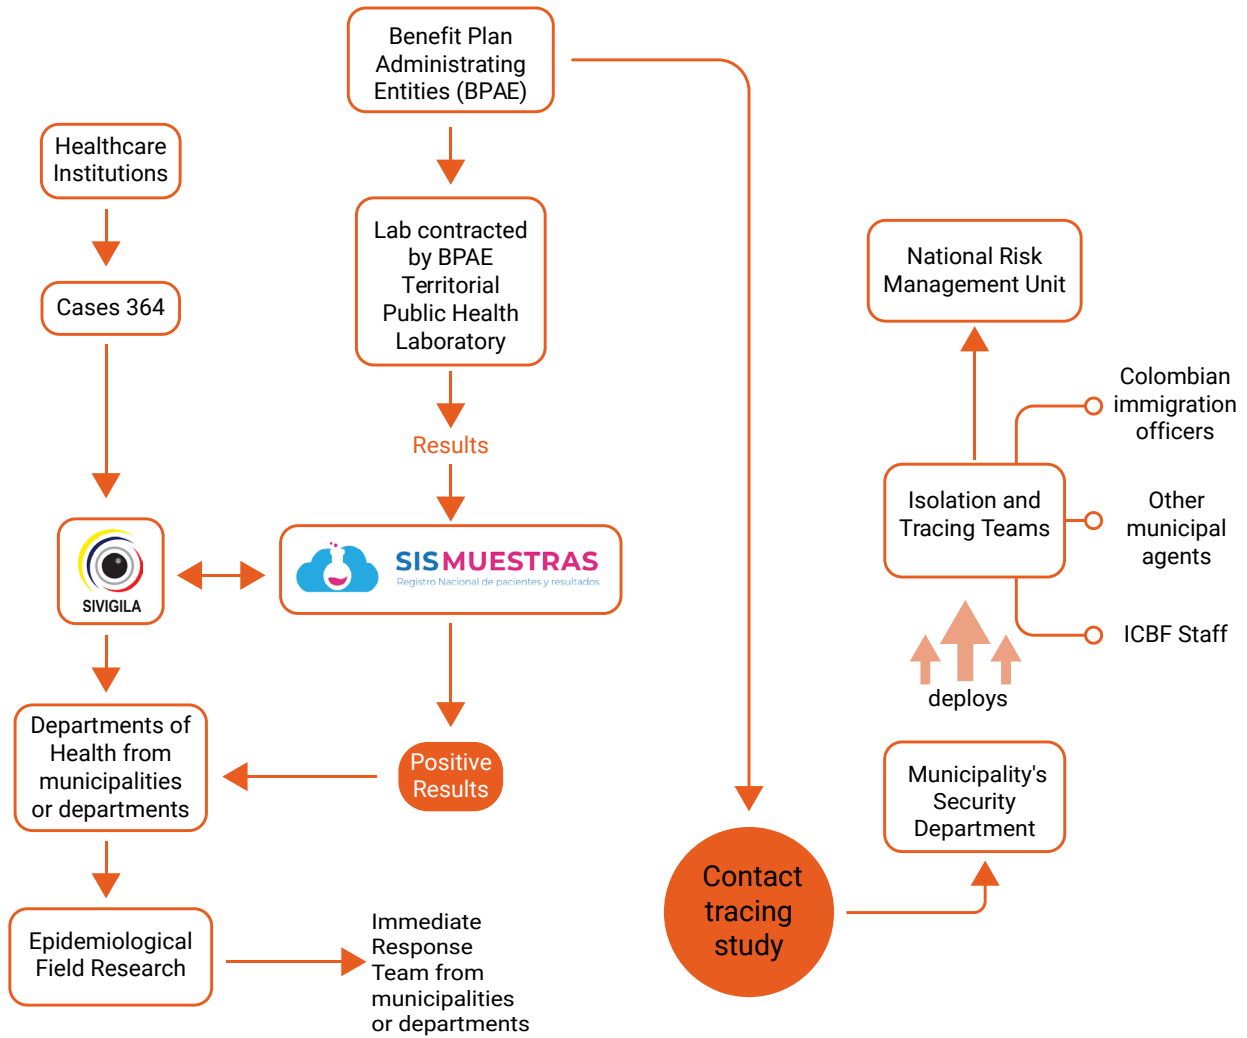 Benefit Plan
Administrating
Entities (BPAE)
Healthcare
Institutions
Cases 364
Lab contracted
by BPAE
Territorial
Public Health
Laboratory
Results
SIVIGILA
SISMUESTRAS
Registro Nacional de pacientes y resultados
Departments of
Health from
municipalities
or departments
Positive
Results
Epidemiological
Field Research
Immediate
Response
Team from
municipalities
or departments
Contact
tracing
study
National Risk
Management Unit
Colombian
immigration
officers
Isolation and
Tracing Teams
Other
municipal
agents
ICBF Staff
deploys
Municipality's
Security
Department